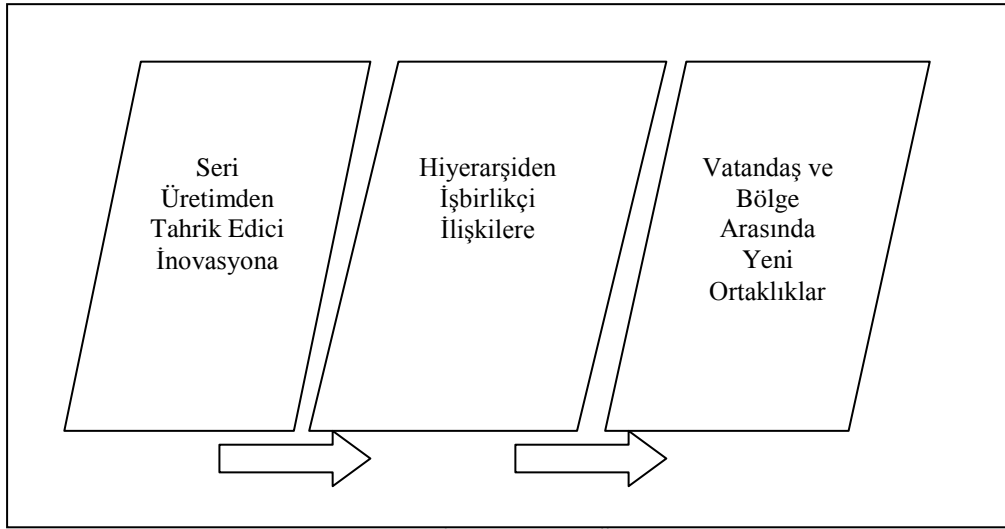 Seri
Üretimden
Tahrik Edici
İnovasyona
Hiyerarşiden
İşbirlikçi
İlişkilere
Vatandaş ve
Bölge
Arasında
Yeni
Ortaklıklar